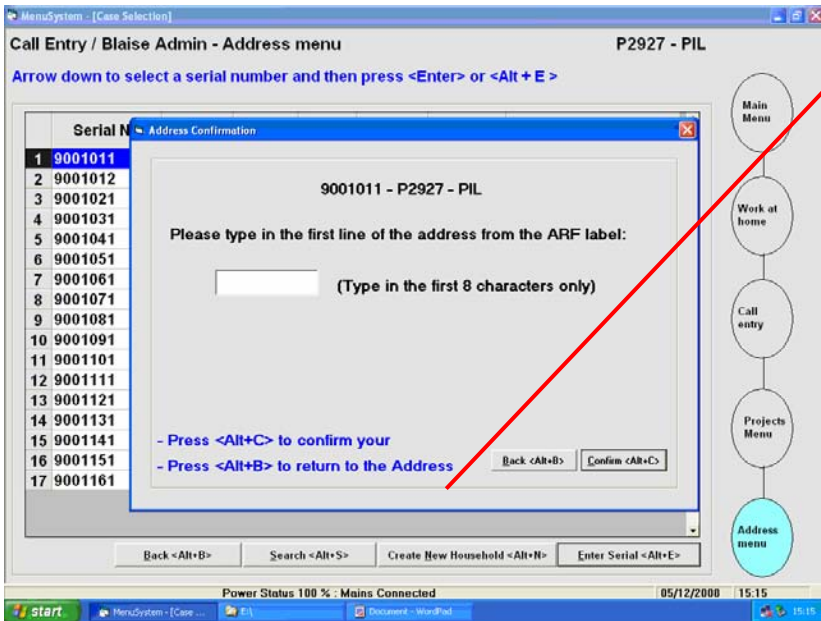 MenuSystem - [Case Selection]
Call Entry / Blaise Admin - Address menu
P2927 - PIL
Arrow down to select a serial number and then press <Enter> or <Alt + E >
Serial N
1 9001011
2 9001012
3 9001021
4 9001031
5 9001041
6 9001051
7 9001061
8 9001071
9 9001081
10 9001091
11 9001101
12 9001111
13 9001121
14 9001131
15 9001141
16 9001151
17 9001161
Address Confirmation
9001011 - P2927 - PIL
Please type in the first line of the address from the ARF label:
(Type in the first 8 characters only)
- Press <Alt+C> to confirm your
- Press <Alt+B> to return to the Address
Back <Alt+B>
Confirm <Alt+C>
Main
Menu
Work at
home
Call
entry
Projects
Menu
Address
menu
Back <Alt+B>
Search <Alt+S>
Create New Household <Alt+N>
Enter Serial <Alt+E>
Power Status 100 % : Mains Connected
05/12/2000
15:15
start
MenuSystem - [Case ...
E:\
Document - WordPad
15:15